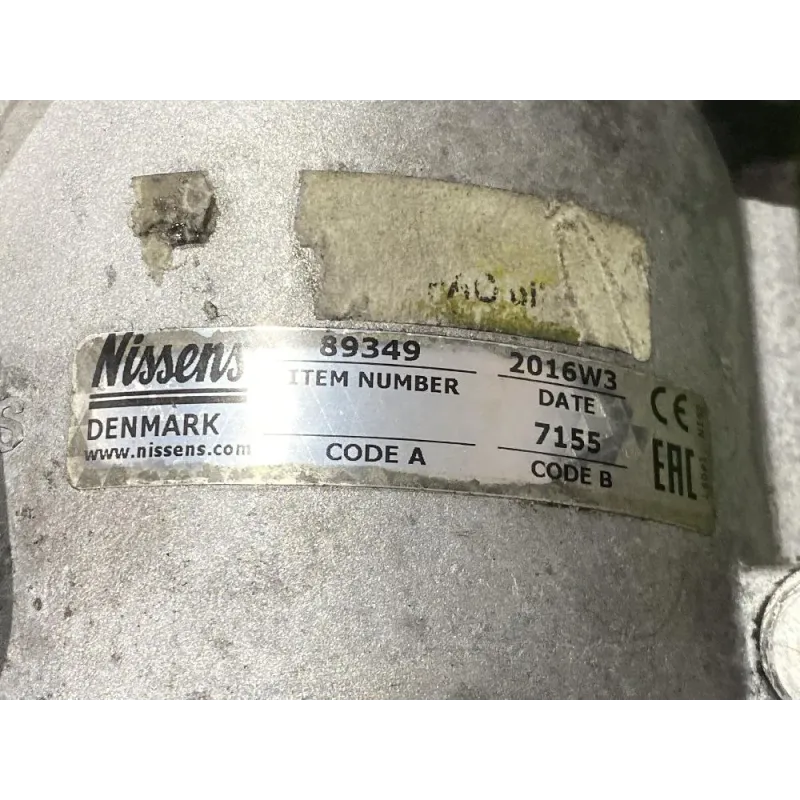 Nissens
DENMARK
www.nissens.com
89349
ITEM NUMBER
CODE A
2016W3
DATE
7155
CODE B
CE
EAC